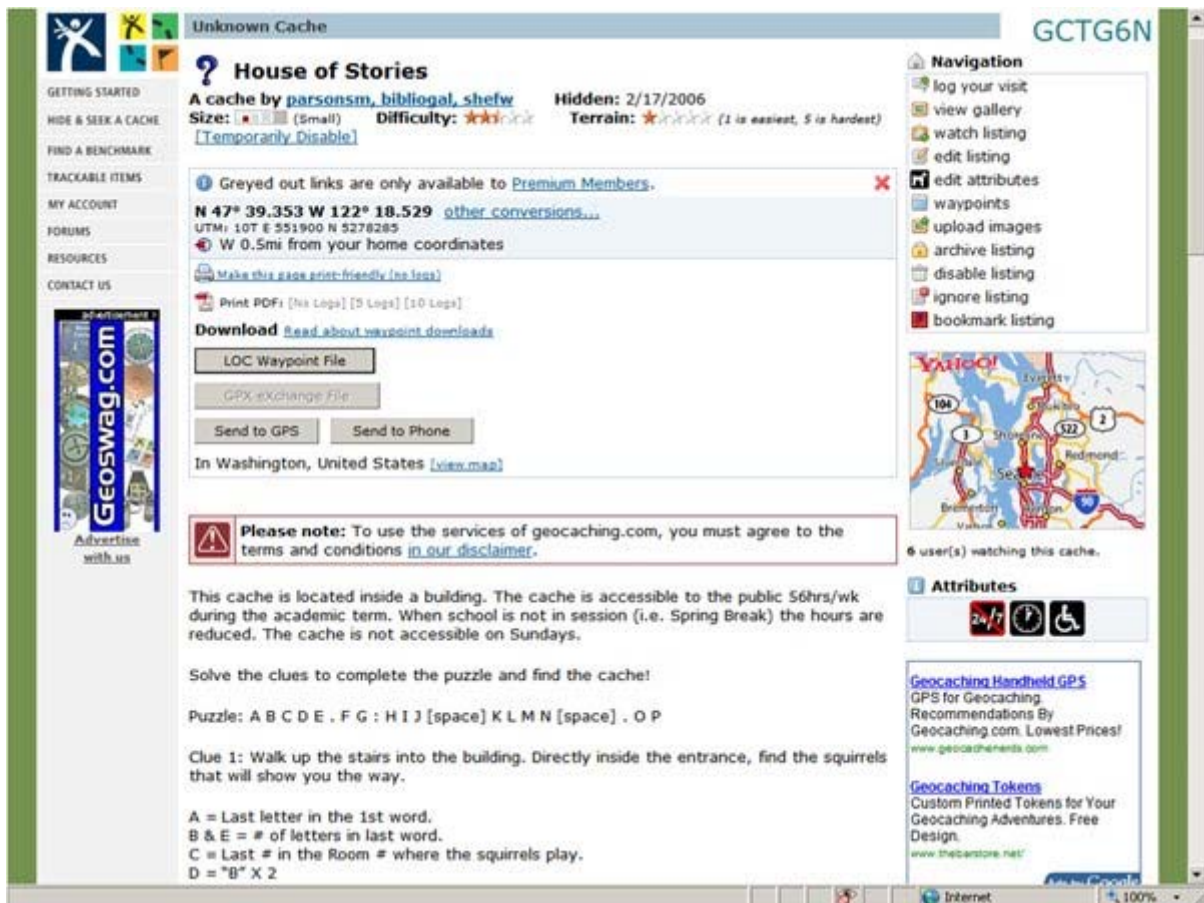 Unknown Cache
GCTG6N
? House of Stories
A cache by parsonsm, bibliogal, shefw Hidden: 2/17/2006
Size: (Small) Difficulty: Terrain: (1 is easiest, 5 is hardest)
[Temporarily Disable]
GETTING STARTED
HIDE & SEEK A CACHE
FIND A BENCHMARK
TRACKABLE ITEMS
MY ACCOUNT
FORUMS
RESOURCES
CONTACT US
advertisement >
Geoswag.com
Advertise
with us
Greyed out links are only available to Premium Members.
N 47° 39.353 W 122° 18.529 other conversions...
UTM: 10T E 551900 N 5278285
W 0.5mi from your home coordinates
Make this page print-friendly (no logs)
Print PDF: [No Logs] [5 Logs] [10 Logs]
Download Read about waypoint downloads
LOC Waypoint File
GPX eXchange File
Send to GPS Send to Phone
In Washington, United States [view map]
Please note: To use the services of geocaching.com, you must agree to the
terms and conditions in our disclaimer.
This cache is located inside a building. The cache is accessible to the public 56hrs/wk
during the academic term. When school is not in session (i.e. Spring Break) the hours are
reduced. The cache is not accessible on Sundays.
Solve the clues to complete the puzzle and find the cache!
Puzzle: A B C D E . F G : H I J [space] K L M N [space] . O P
Clue 1: Walk up the stairs into the building. Directly inside the entrance, find the squirrels
that will show you the way.
A = Last letter in the 1st word.
B & E = # of letters in last word.
C = Last # in the Room # where the squirrels play.
D = "B" X 2
Navigation
log your visit
view gallery
watch listing
edit listing
edit attributes
waypoints
upload images
archive listing
disable listing
ignore listing
bookmark listing
YAHOO!
Everett
104
2
3
522
Redmond
90
Bremerton
6 user(s) watching this cache.
Attributes
24/7
Geocaching Handheld GPS
GPS for Geocaching.
Recommendations By
Geocaching.com. Lowest Prices!
www.geocachenerds.com
Geocaching Tokens
Custom Printed Tokens for Your
Geocaching Adventures. Free
Design.
www.thebarstore.net/
Ads by Google
Internet
100%